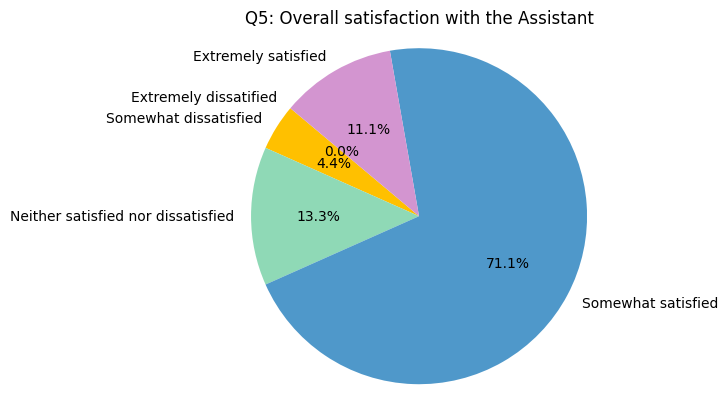 Q5: Overall satisfaction with the Assistant
Extremely satisfied
Extremely dissatified
Somewhat dissatisfied
11.1%
0.0%
4.4%
Neither satisfied nor dissatisfied
13.3%
71.1%
Somewhat satisfied